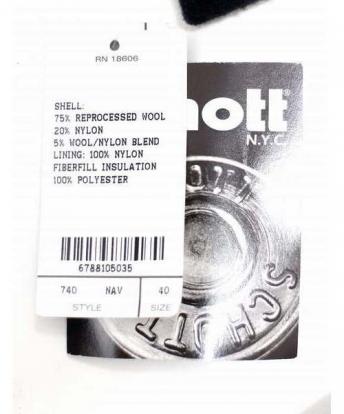 RN 18606
SHELL:
75% REPROCESSED WOOL
20% NYLON
5% WOOL/NYLON BLEND
LINING: 100% NYLON
FIBERFILL INSULATION
100% POLYESTER
6788105035
740 NAV 40
STYLE SIZE
hott®
N.Y.C.
SCHOTT